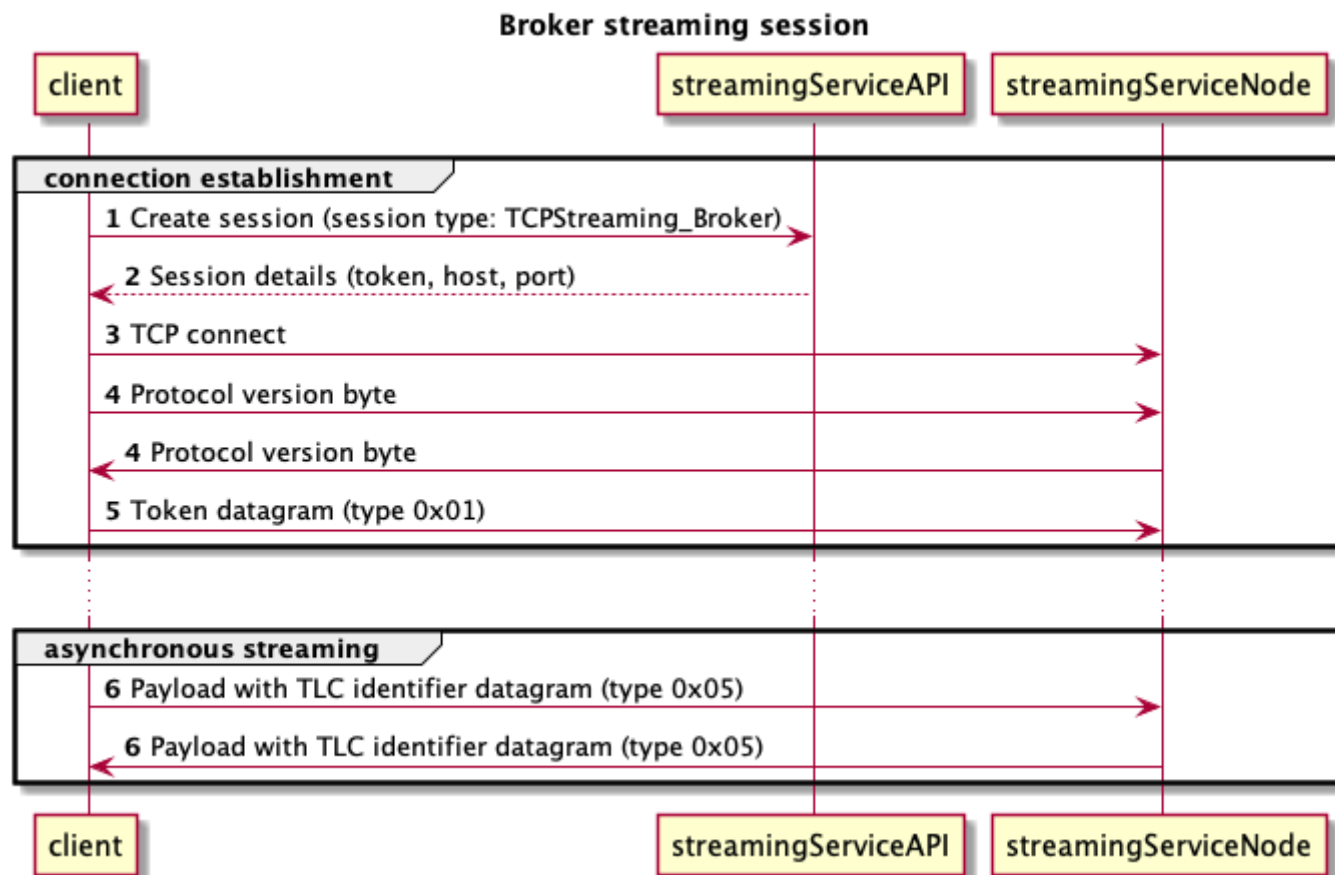 Broker streaming session
client streamingServiceAPI streamingServiceNode
connection establishment
1 Create session (session type: TCPStreaming_Broker)
2 Session details (token, host, port)
3 TCP connect
4 Protocol version byte
4 Protocol version byte
5 Token datagram (type 0x01)
asynchronous streaming
6 Payload with TLC identifier datagram (type 0x05)
6 Payload with TLC identifier datagram (type 0x05)
client streamingServiceAPI streamingServiceNode